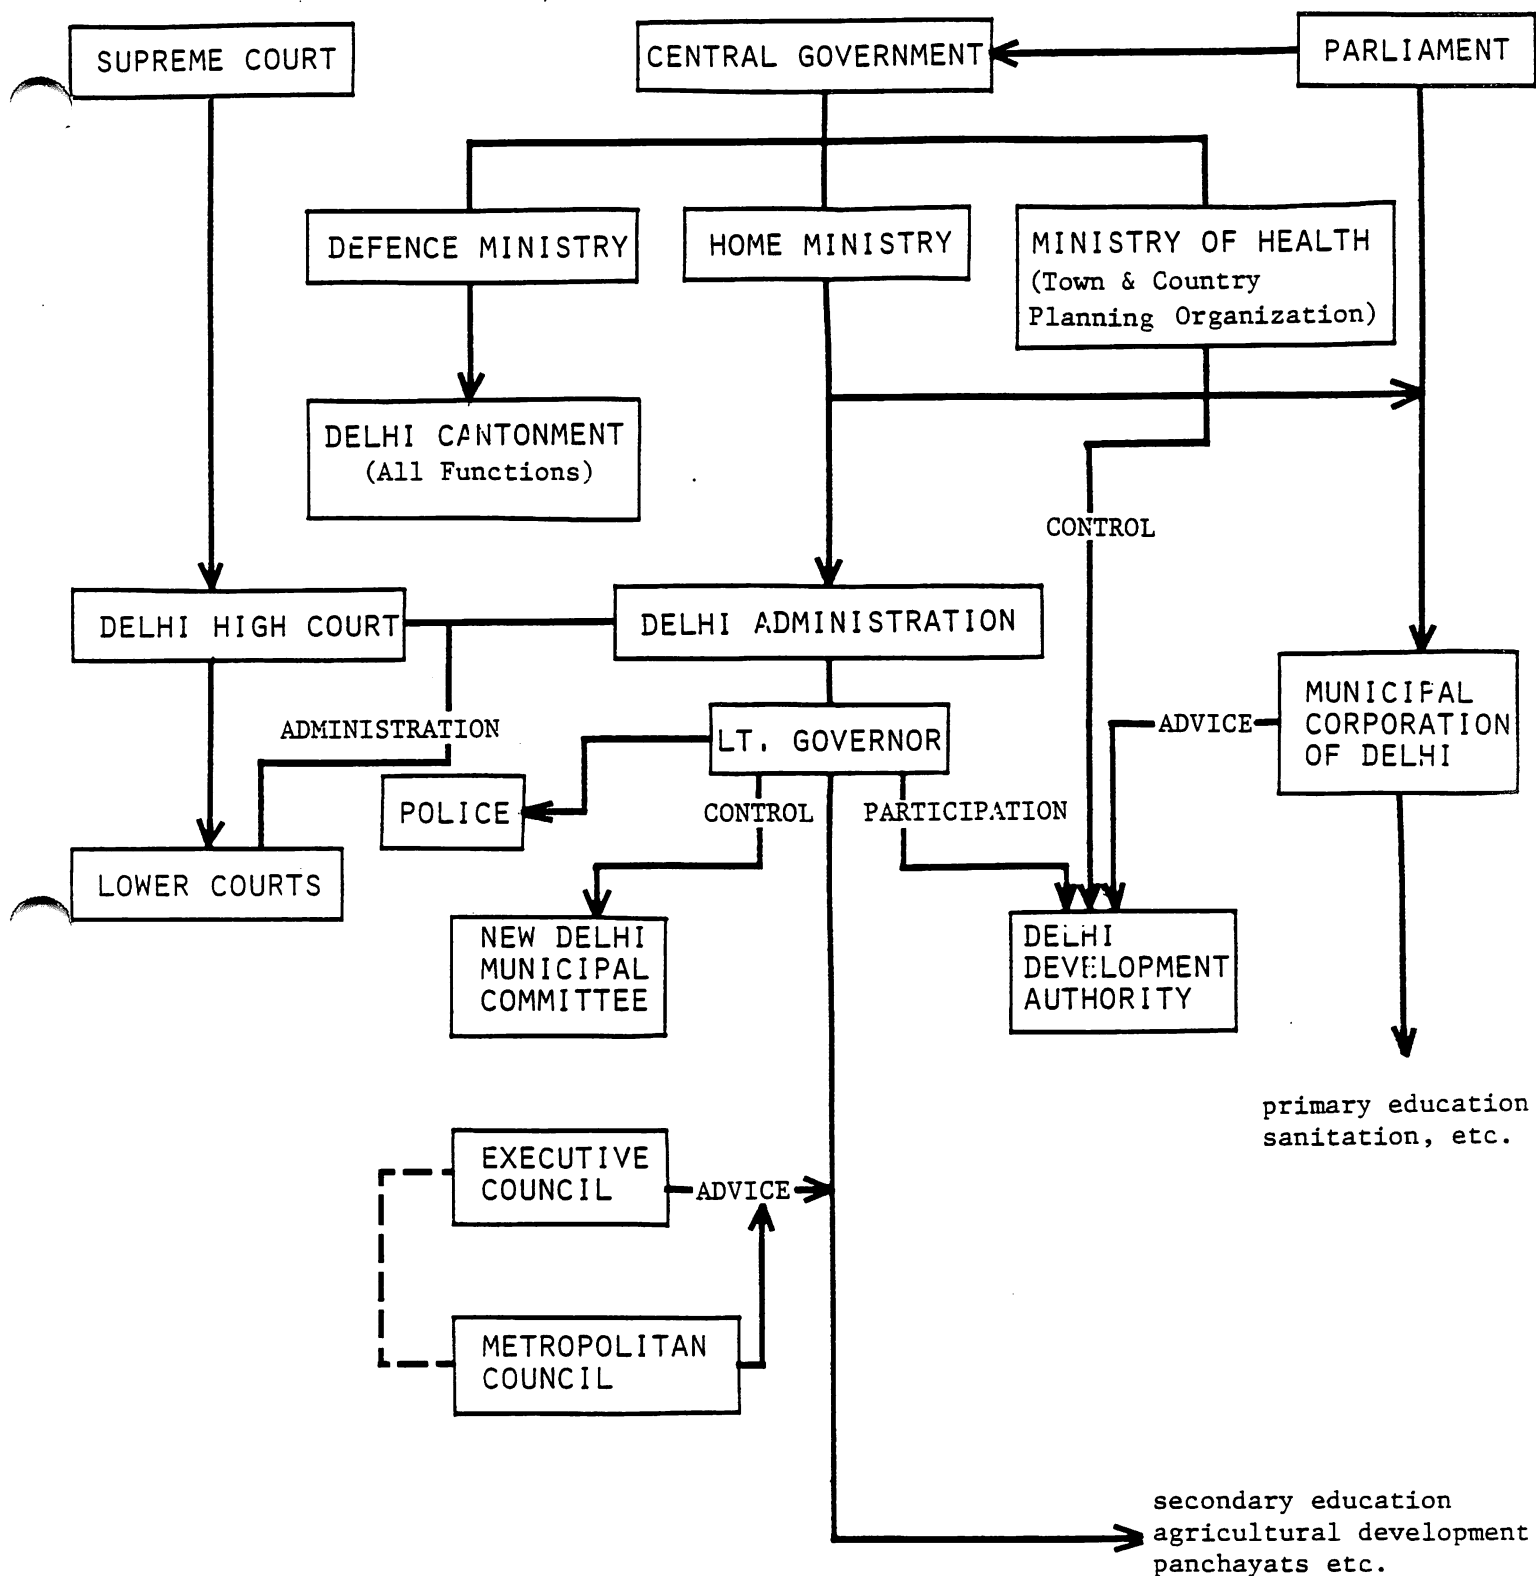 SUPREME COURT
CENTRAL GOVERNMENT
PARLIAMENT
DEFENCE MINISTRY
HOME MINISTRY
MINISTRY OF HEALTH
(Town & Country
Planning Organization)
DELHI CANTONMENT
(All Functions)
CONTROL
DELHI HIGH COURT
DELHI ADMINISTRATION
ADMINISTRATION
LT. GOVERNOR
ADVICE
MUNICIPAL
CORPORATION
OF DELHI
POLICE
CONTROL
PARTICIPATION
LOWER COURTS
NEW DELHI
MUNICIPAL
COMMITTEE
DELHI
DEVELOPMENT
AUTHORITY
primary education
sanitation, etc.
EXECUTIVE
COUNCIL
ADVICE
METROPOLITAN
COUNCIL
secondary education
agricultural development
panchayats etc.